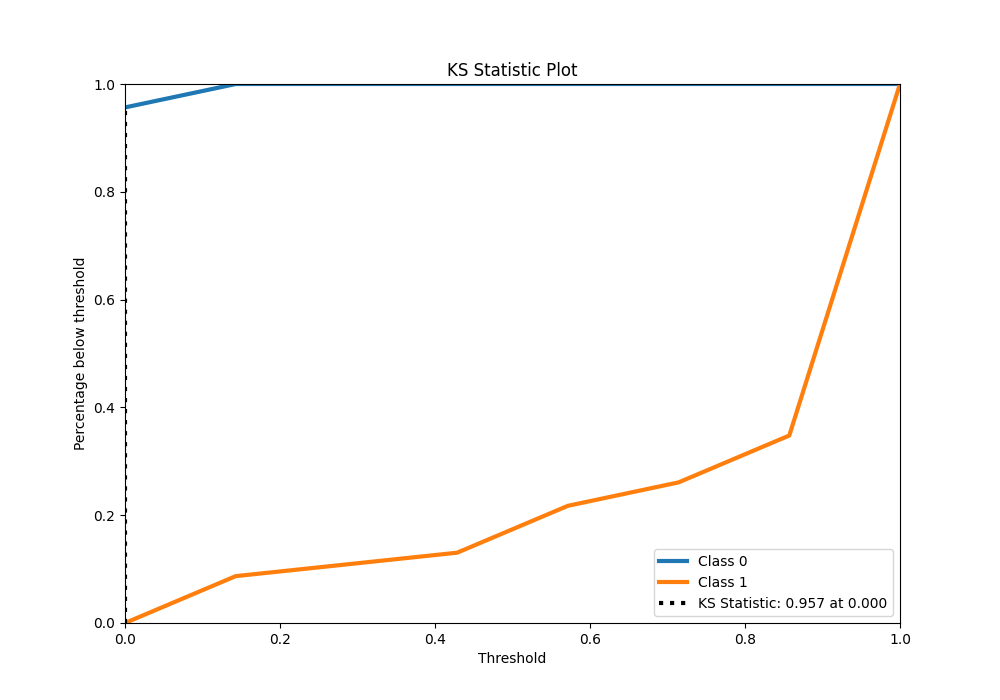 KS Statistic Plot
1.0
0.8
0.6
0.4
0.2
0.0
Percentage below threshold
0.0 0.2 0.4 0.6 0.8 1.0
Threshold
Class 0
Class 1
KS Statistic: 0.957 at 0.000